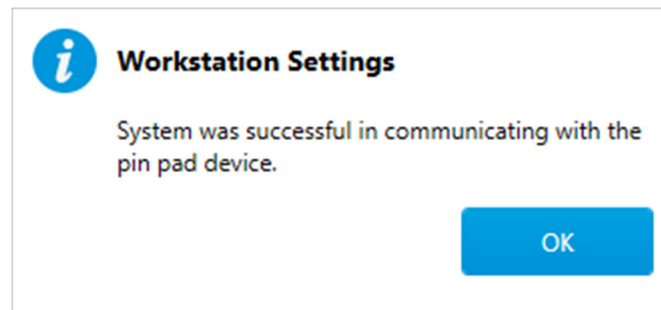 Workstation Settings
System was successful in communicating with the
pin pad device.
OK